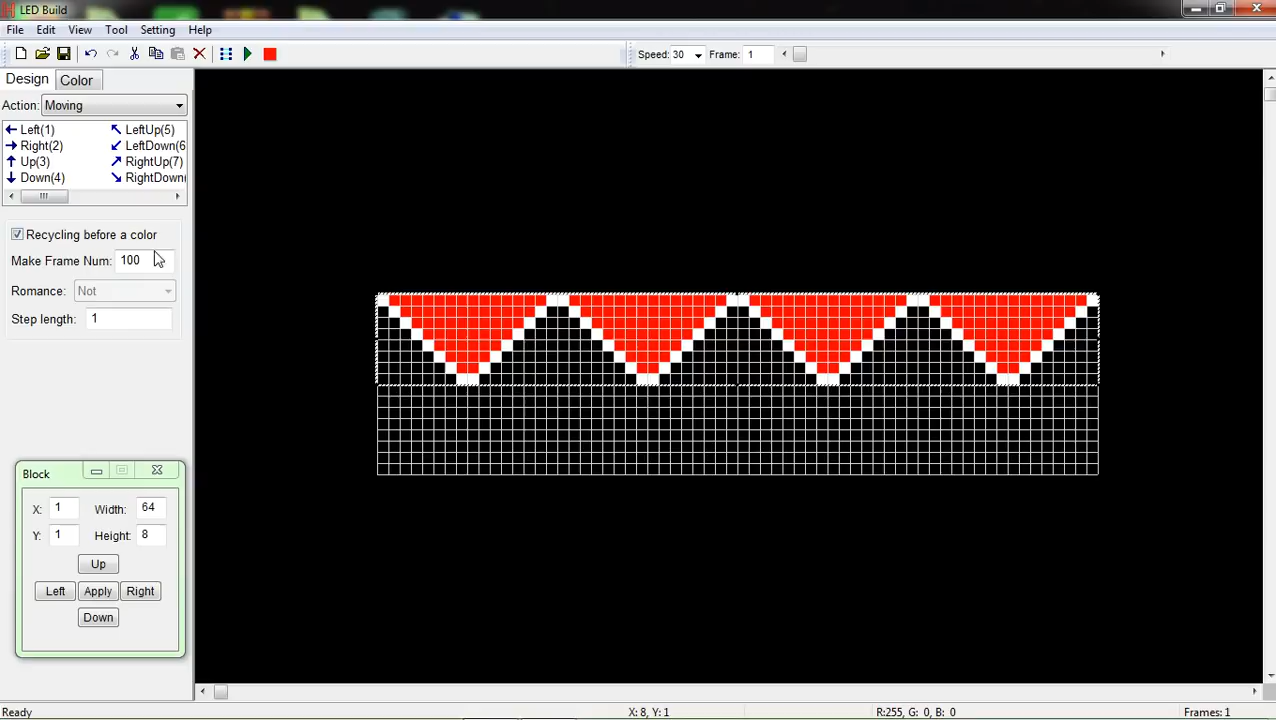 LED Build
File Edit View Tool Setting Help
Speed: 30 Frame: 1
Design Color
Action: Moving
Left(1) LeftUp(5)
Right(2) LeftDown(6
Up(3) RightUp(7)
Down(4) RightDown(
Recycling before a color
Make Frame Num: 100
Romance: Not
Step length: 1
Block
X: 1 Width: 64
Y: 1 Height: 8
Up
Left Apply Right
Down
Ready X: 8, Y: 1 R:255, G: 0, B: 0 Frames: 1